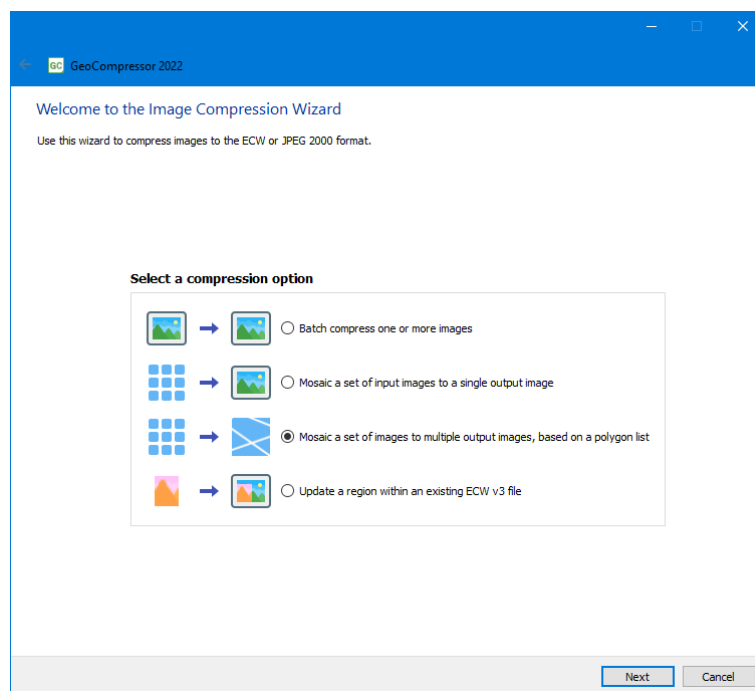 GC GeoCompressor 2022
Welcome to the Image Compression Wizard
Use this wizard to compress images to the ECW or JPEG 2000 format.
Select a compression option
Batch compress one or more images
Mosaic a set of input images to a single output image
Mosaic a set of images to multiple output images, based on a polygon list
Update a region within an existing ECW v3 file
Next Cancel